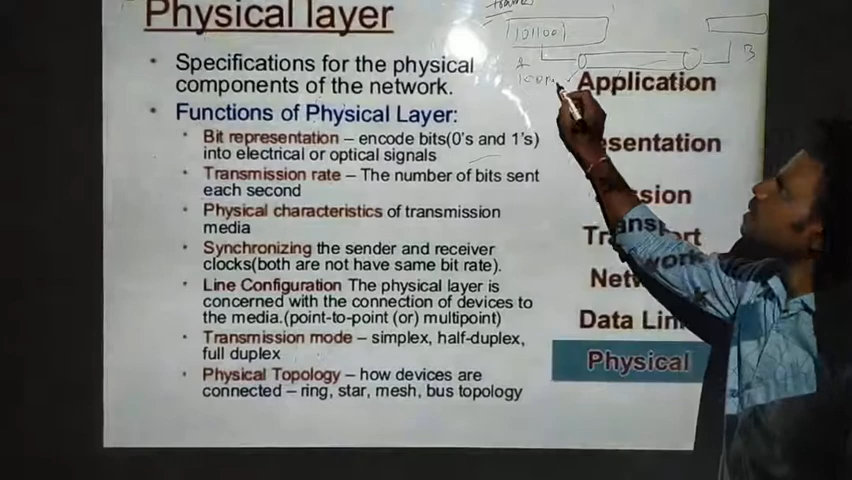 Physical layer
frame
101100
B
• Specifications for the physical
components of the network.
• Functions of Physical Layer:
• Bit representation – encode bits(0's and 1's)
into electrical or optical signals
• Transmission rate – The number of bits sent
each second
• Physical characteristics of transmission
media
• Synchronizing the sender and receiver
clocks(both are not have same bit rate).
• Line Configuration The physical layer is
concerned with the connection of devices to
the media.(point-to-point (or) multipoint)
• Transmission mode – simplex, half-duplex,
full duplex
• Physical Topology – how devices are
connected – ring, star, mesh, bus topology
Application
esentation
ssion
Data Lin
Physical